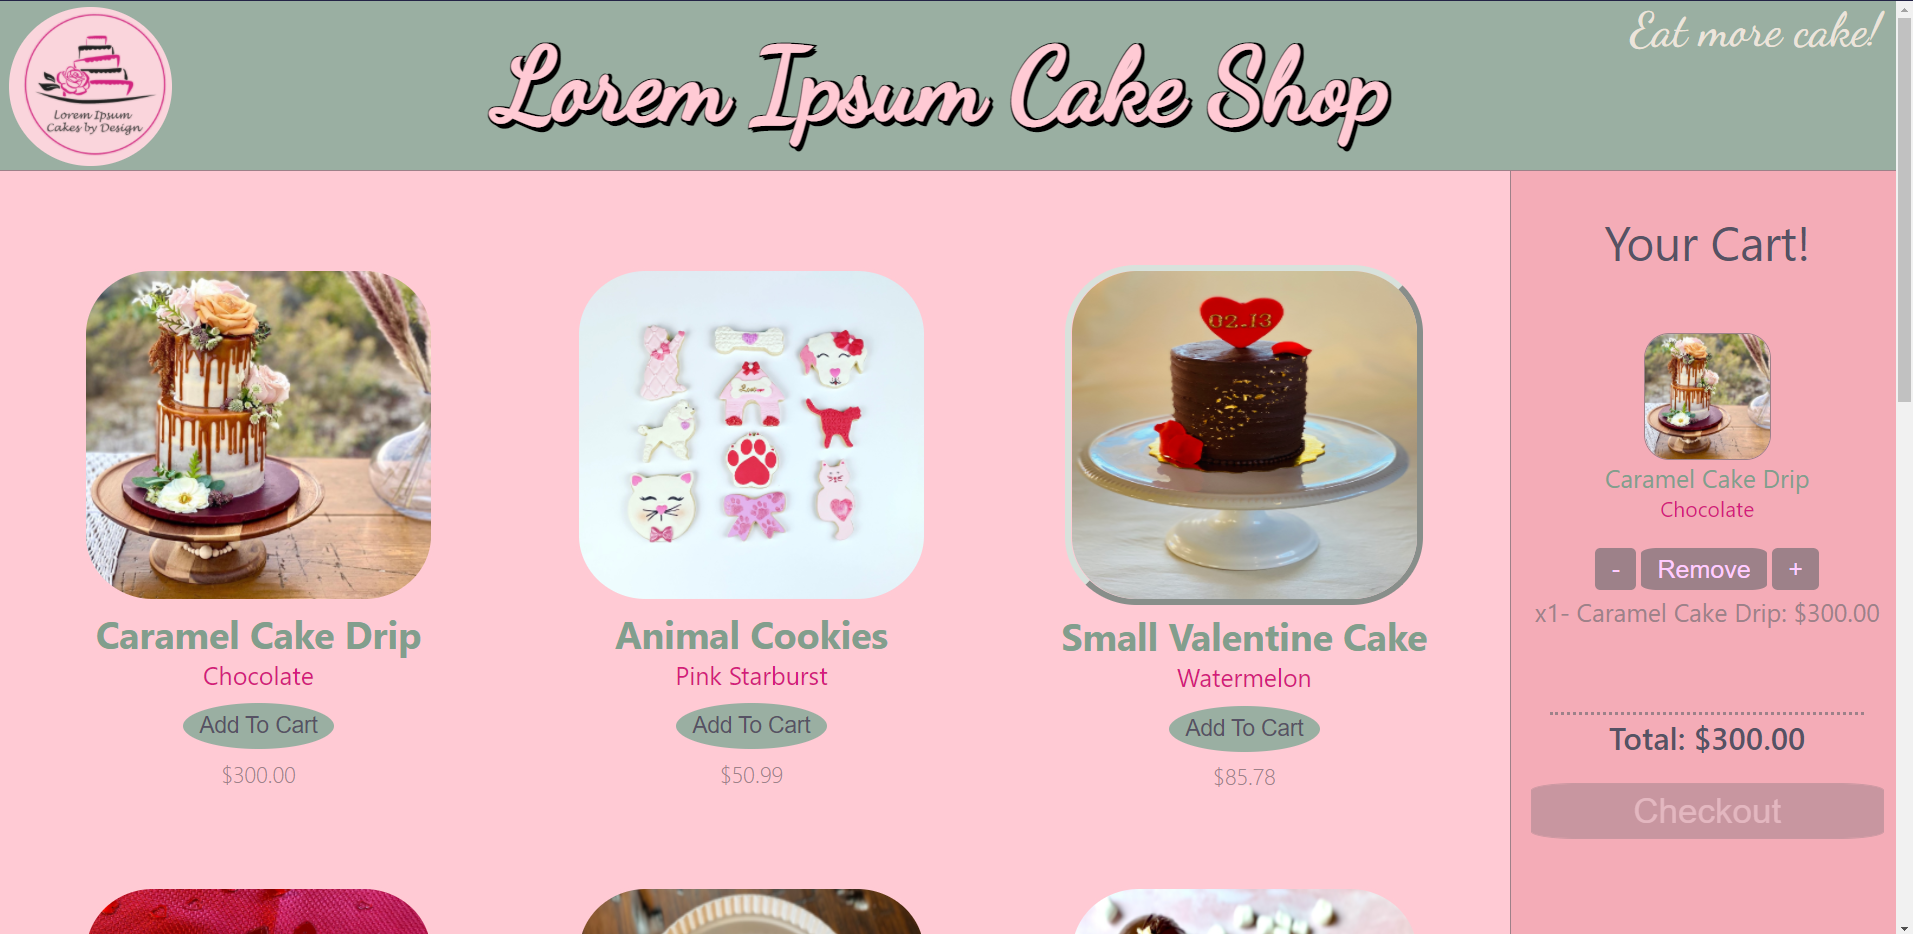 Lorem Ipsum
Cakes by Design
Lorem Ipsum Cake Shop
Eat more cake!
02.13
Caramel Cake Drip
Chocolate
Add To Cart
$300.00
Animal Cookies
Pink Starburst
Add To Cart
$50.99
Small Valentine Cake
Watermelon
Add To Cart
$85.78
Your Cart!
Caramel Cake Drip
Chocolate
- Remove +
x1- Caramel Cake Drip: $300.00
Total: $300.00
Checkout